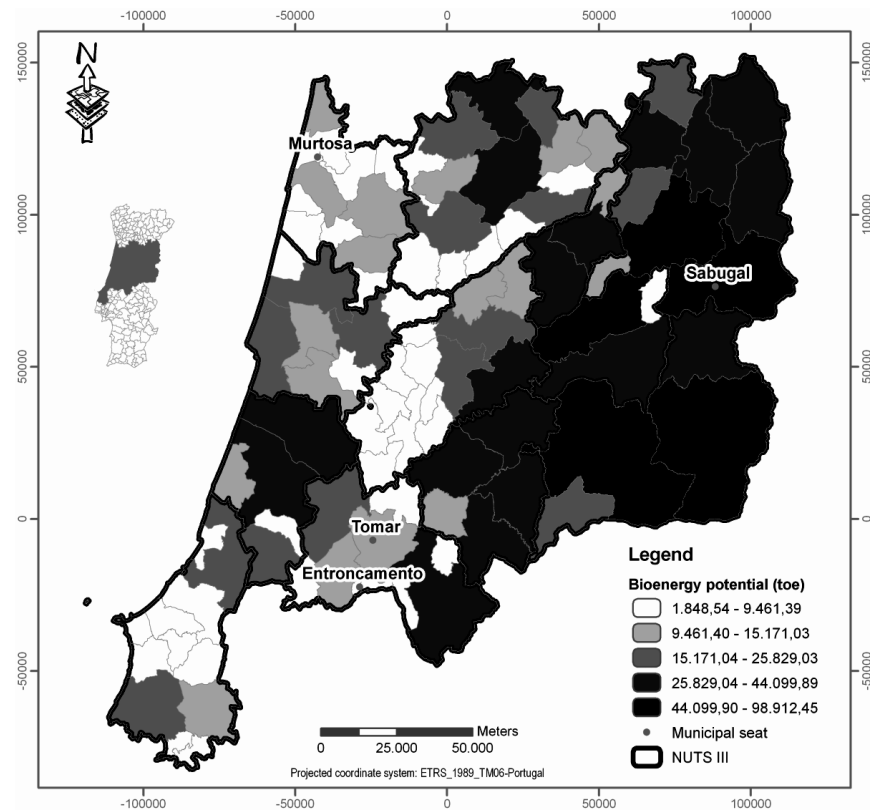 -100000 -50000 0 50000 100000
150000 150000
N
Murtosa
100000 100000
Sabugal
50000 50000
0 0
Tomar
Legend
Entroncamento
Bioenergy potential (toe)
1.848,54 - 9.461,39
9.461,40 - 15.171,03
15.171,04 - 25.829,03
25.829,04 - 44.099,89
44.099,90 - 98.912,45
Municipal seat
NUTS III
-50000 -50000
Meters
0 25.000 50.000
Projected coordinate system: ETRS_1989_TM06-Portugal
-100000 -50000 0 50000 100000